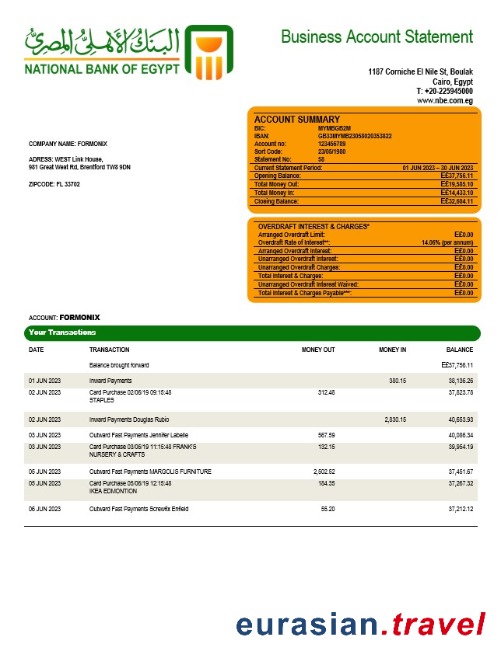 البنك الأهلي المصري
NATIONAL BANK OF EGYPT
Business Account Statement
1187 Corniche El Nile St, Boulak
Cairo, Egypt
T: +20-225945000
www.nbe.com.eg
COMPANY NAME: FORMONIX
ADRESS: WEST Link House,
981 Great West Rd, Brentford TW8 9DN
ZIPCODE: FL 33702
ACCOUNT SUMMARY
BIC: MYMBGB2M
IBAN: GB33MYMB23058020353822
Account no: 123456789
Sort Code: 23/05/1980
Statement No: 58
Current Statement Period: 01 JUN 2023 – 30 JUN 2023
Opening Balance: E£37,756.11
Total Money Out: E£19,585.10
Total Money In: E£14,433.10
Closing Balance: E£32,604.11
OVERDRAFT INTEREST & CHARGES*
Arranged Overdraft Limit: E£0.00
Overdraft Rate of Interest**: 14.06% (per annum)
Arranged Overdraft Interest: E£0.00
Unarranged Overdraft Interest: E£0.00
Unarranged Overdraft Charges: E£0.00
Total Interest & Charges: E£0.00
Unarranged Overdraft Interest Waived: E£0.00
Total Interest & Charges Payable***: E£0.00
ACCOUNT: FORMONIX
Your Transactions
DATE TRANSACTION MONEY OUT MONEY IN BALANCE
Balance brought forward E£37,756.11
01 JUN 2023 Inward Payments 380.15 38,136.26
02 JUN 2023 Card Purchase 02/06/19 09:15:48 312.48 37,823.78
STAPLES
02 JUN 2023 Inward Payments Douglas Rubio 2,830.15 40,653.93
03 JUN 2023 Outward Fast Payments Jennifer Labelle 567.59 40,086.34
03 JUN 2023 Card Purchase 03/06/19 11:15:48 FRANK'S 132.15 39,954.19
NURSERY & CRAFTS
05 JUN 2023 Outward Fast Payments MARGOLIS FURNITURE 2,502.52 37,451.67
05 JUN 2023 Card Purchase 05/06/19 12:15:48 184.35 37,267.32
IKEA EDMONTION
06 JUN 2023 Outward Fast Payments Screwfix Enfield 55.20 37,212.12
eurasian.travel